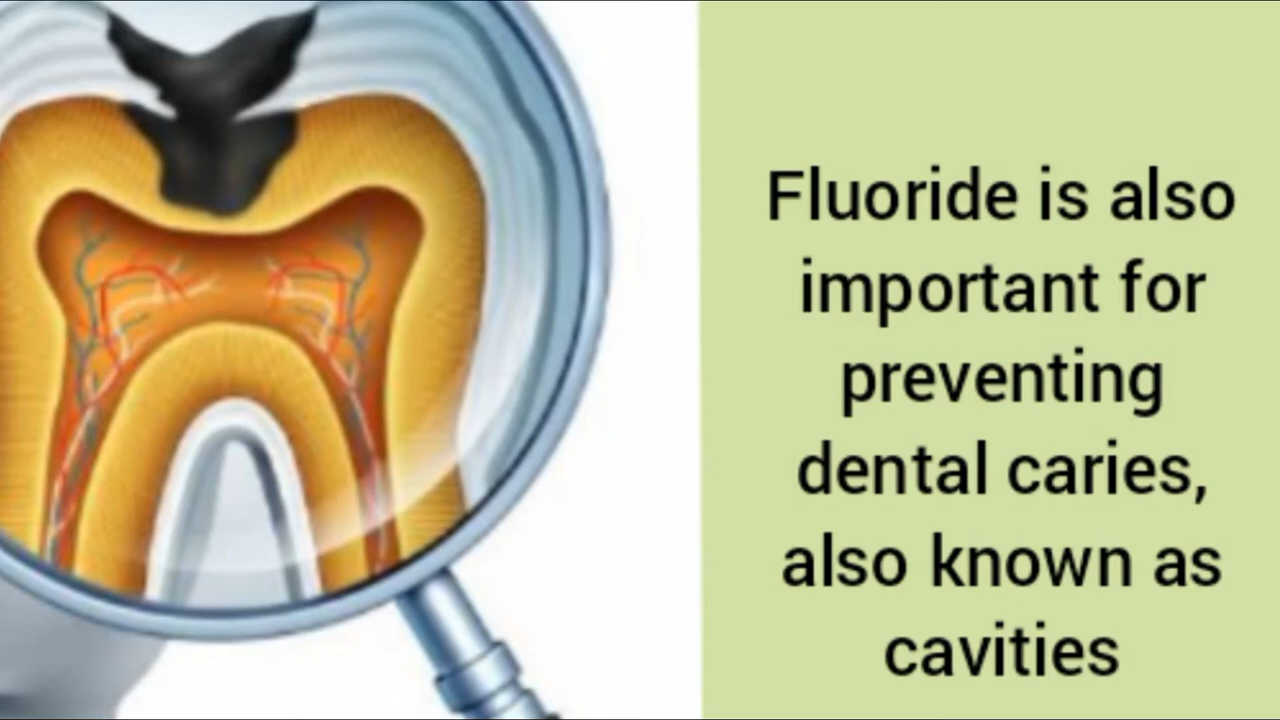 Fluoride is also
important for
preventing
dental caries,
also known as
cavities